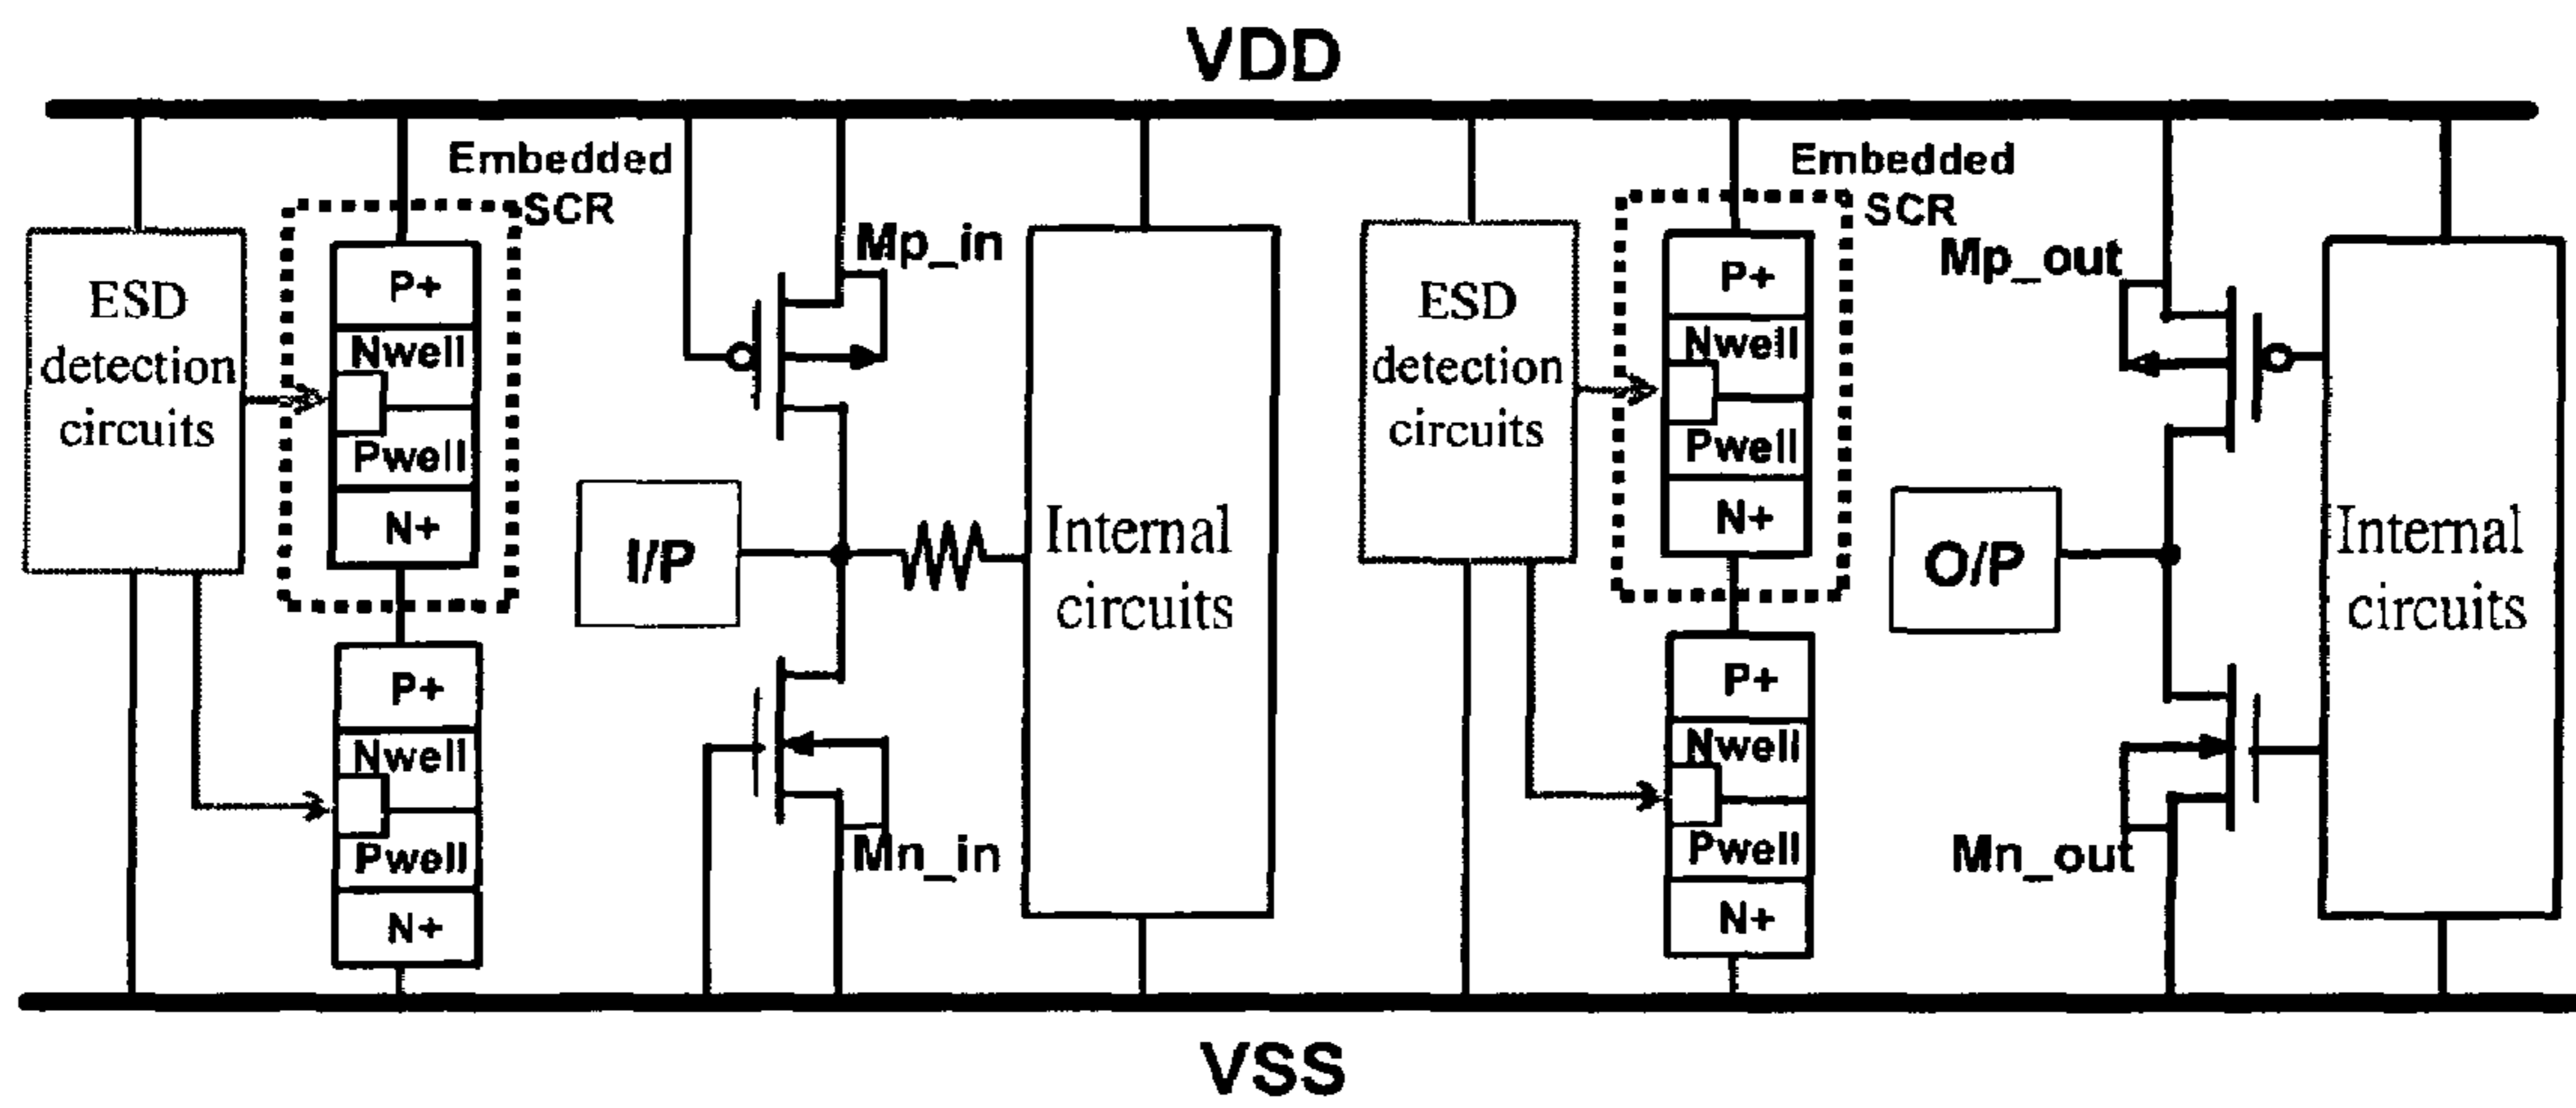 VDD
Embedded
SCR
ESD
detection
circuits
P+
Nwell
Pwell
N+
P+
Nwell
Pwell
N+
Mp_in
I/P
Mn_in
Internal
circuits
Embedded
SCR
ESD
detection
circuits
P+
Nwell
Pwell
N+
P+
Nwell
Pwell
N+
Mp_out
O/P
Mn_out
Internal
circuits
VSS